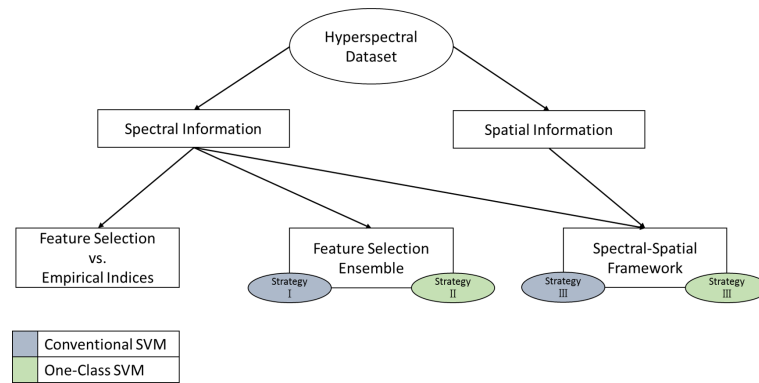 Hyperspectral
Dataset
Spectral Information
Spatial Information
Feature Selection
vs.
Empirical Indices
Feature Selection
Ensemble
Spectral-Spatial
Framework
Strategy
Ⅰ
Strategy
Ⅱ
Strategy
Ⅲ
Strategy
Ⅲ
Conventional SVM
One-Class SVM